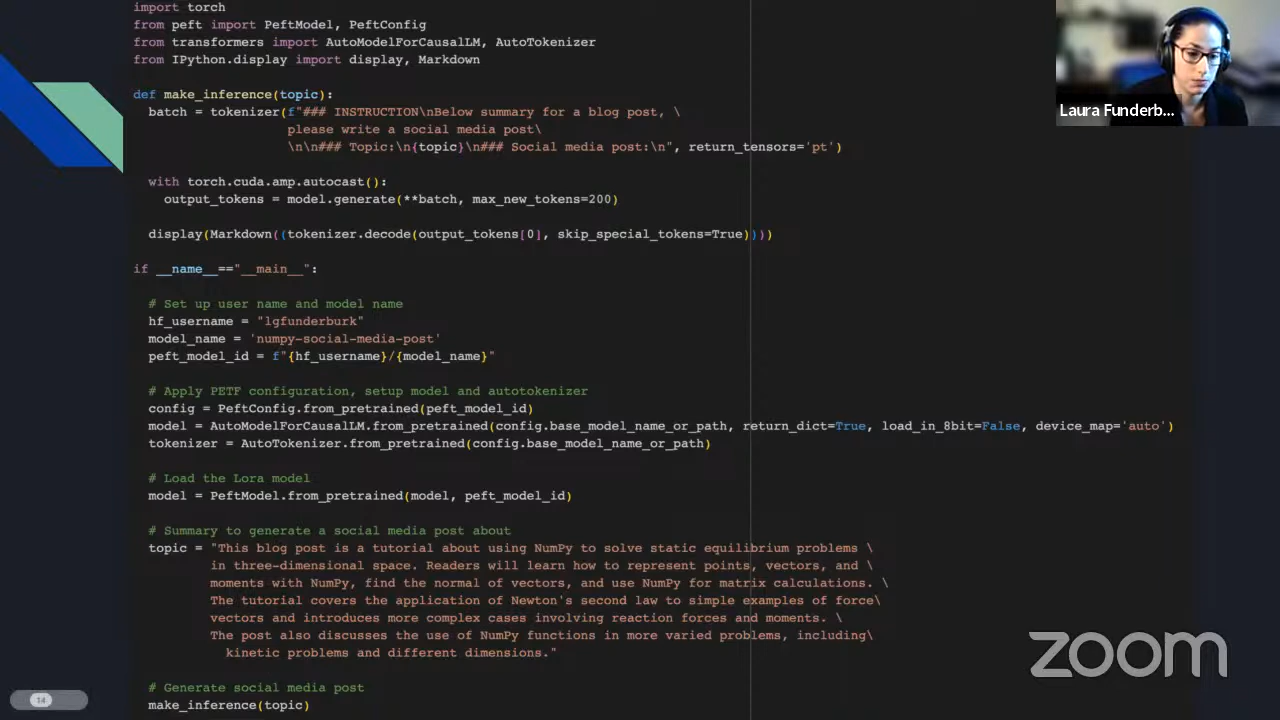 import torch
from peft import PeftModel, PeftConfig
from transformers import AutoModelForCausalLM, AutoTokenizer
from IPython.display import display, Markdown
def make_inference(topic):
batch = tokenizer(f"### INSTRUCTION\nBelow summary for a blog post, \
please write a social media post\
\n\n### Topic:\n{topic}\n### Social media post:\n", return_tensors='pt')
with torch.cuda.amp.autocast():
output_tokens = model.generate(**batch, max_new_tokens=200)
display(Markdown((tokenizer.decode(output_tokens[0], skip_special_tokens=True))))
if __name__=="__main__":
# Set up user name and model name
hf_username = "lgfunderburk"
model_name = 'numpy-social-media-post'
peft_model_id = f"{hf_username}/{model_name}"
# Apply PETF configuration, setup model and autotokenizer
config = PeftConfig.from_pretrained(peft_model_id)
model = AutoModelForCausalLM.from_pretrained(config.base_model_name_or_path, return_dict=True, load_in_8bit=False, device_map='auto')
tokenizer = AutoTokenizer.from_pretrained(config.base_model_name_or_path)
# Load the Lora model
model = PeftModel.from_pretrained(model, peft_model_id)
# Summary to generate a social media post about
topic = "This blog post is a tutorial about using NumPy to solve static equilibrium problems \
in three-dimensional space. Readers will learn how to represent points, vectors, and \
moments with NumPy, find the normal of vectors, and use NumPy for matrix calculations. \
The tutorial covers the application of Newton's second law to simple examples of force\
vectors and introduces more complex cases involving reaction forces and moments. \
The post also discusses the use of NumPy functions in more varied problems, including\
kinetic problems and different dimensions."
# Generate social media post
make_inference(topic)
Laura Funderb...
zoom
14